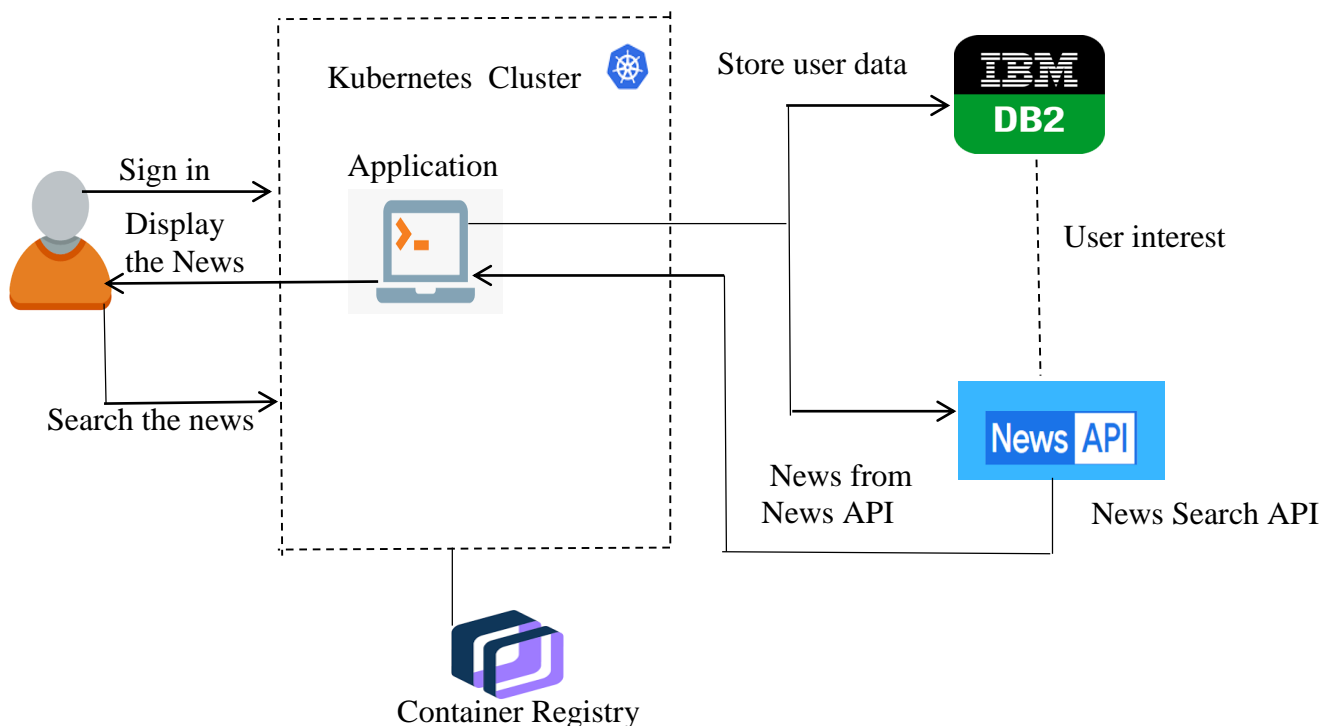 Kubernetes Cluster
Store user data
IBM
DB2
Sign in
Application
Display
the News
User interest
Search the news
News API
News from
News API
News Search API
Container Registry